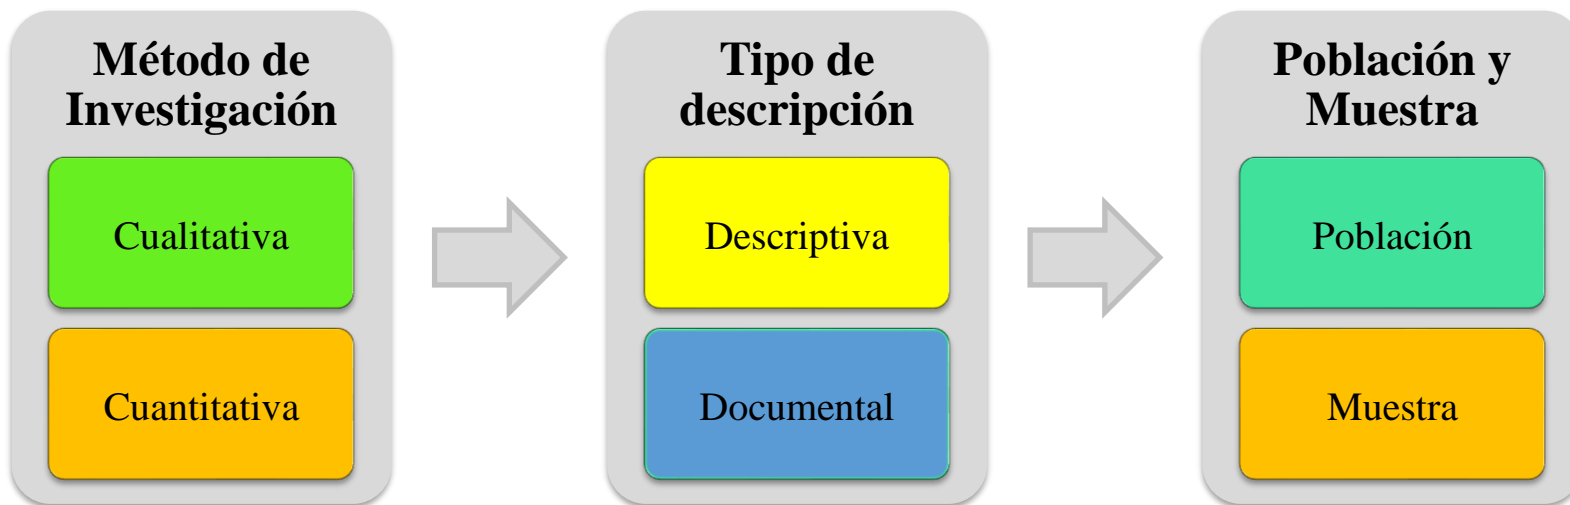 Método de
Investigación
Cualitativa
Cuantitativa
Tipo de
descripción
Descriptiva
Documental
Población y
Muestra
Población
Muestra